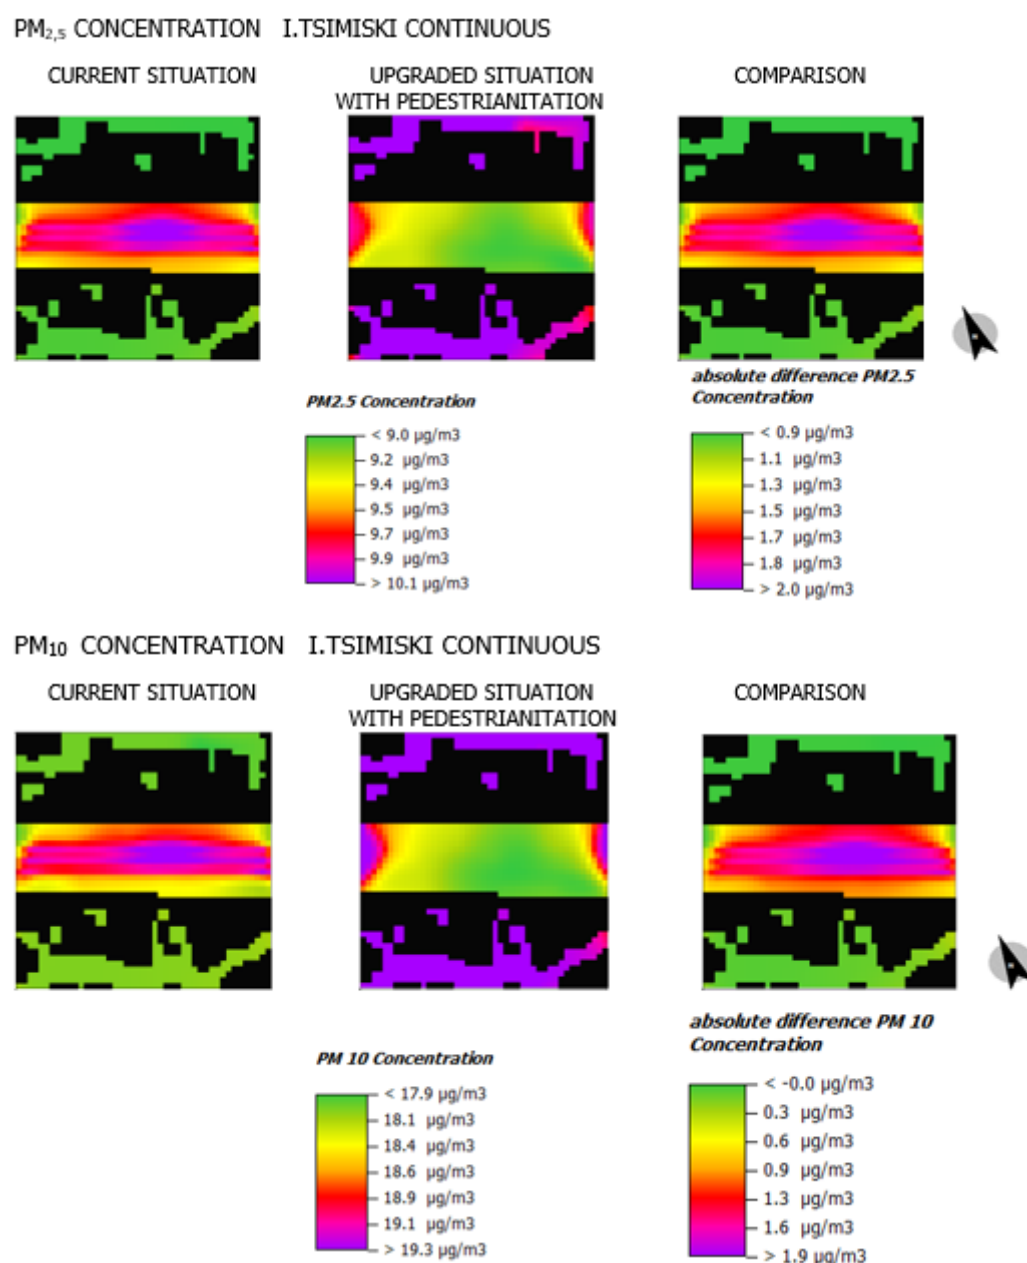 PM2,5 CONCENTRATION I.TSIMISKI CONTINUOUS
CURRENT SITUATION
UPGRADED SITUATION
WITH PEDESTRIANITATION
COMPARISON
PM2.5 Concentration
< 9.0 µg/m3
9.2 µg/m3
9.4 µg/m3
9.5 µg/m3
9.7 µg/m3
9.9 µg/m3
> 10.1 µg/m3
absolute difference PM2.5
Concentration
< 0.9 µg/m3
1.1 µg/m3
1.3 µg/m3
1.5 µg/m3
1.7 µg/m3
1.8 µg/m3
> 2.0 µg/m3
PM10 CONCENTRATION I.TSIMISKI CONTINUOUS
CURRENT SITUATION
UPGRADED SITUATION
WITH PEDESTRIANITATION
COMPARISON
PM 10 Concentration
< 17.9 µg/m3
18.1 µg/m3
18.4 µg/m3
18.6 µg/m3
18.9 µg/m3
19.1 µg/m3
> 19.3 µg/m3
absolute difference PM 10
Concentration
< -0.0 µg/m3
0.3 µg/m3
0.6 µg/m3
0.9 µg/m3
1.3 µg/m3
1.6 µg/m3
> 1.9 µg/m3